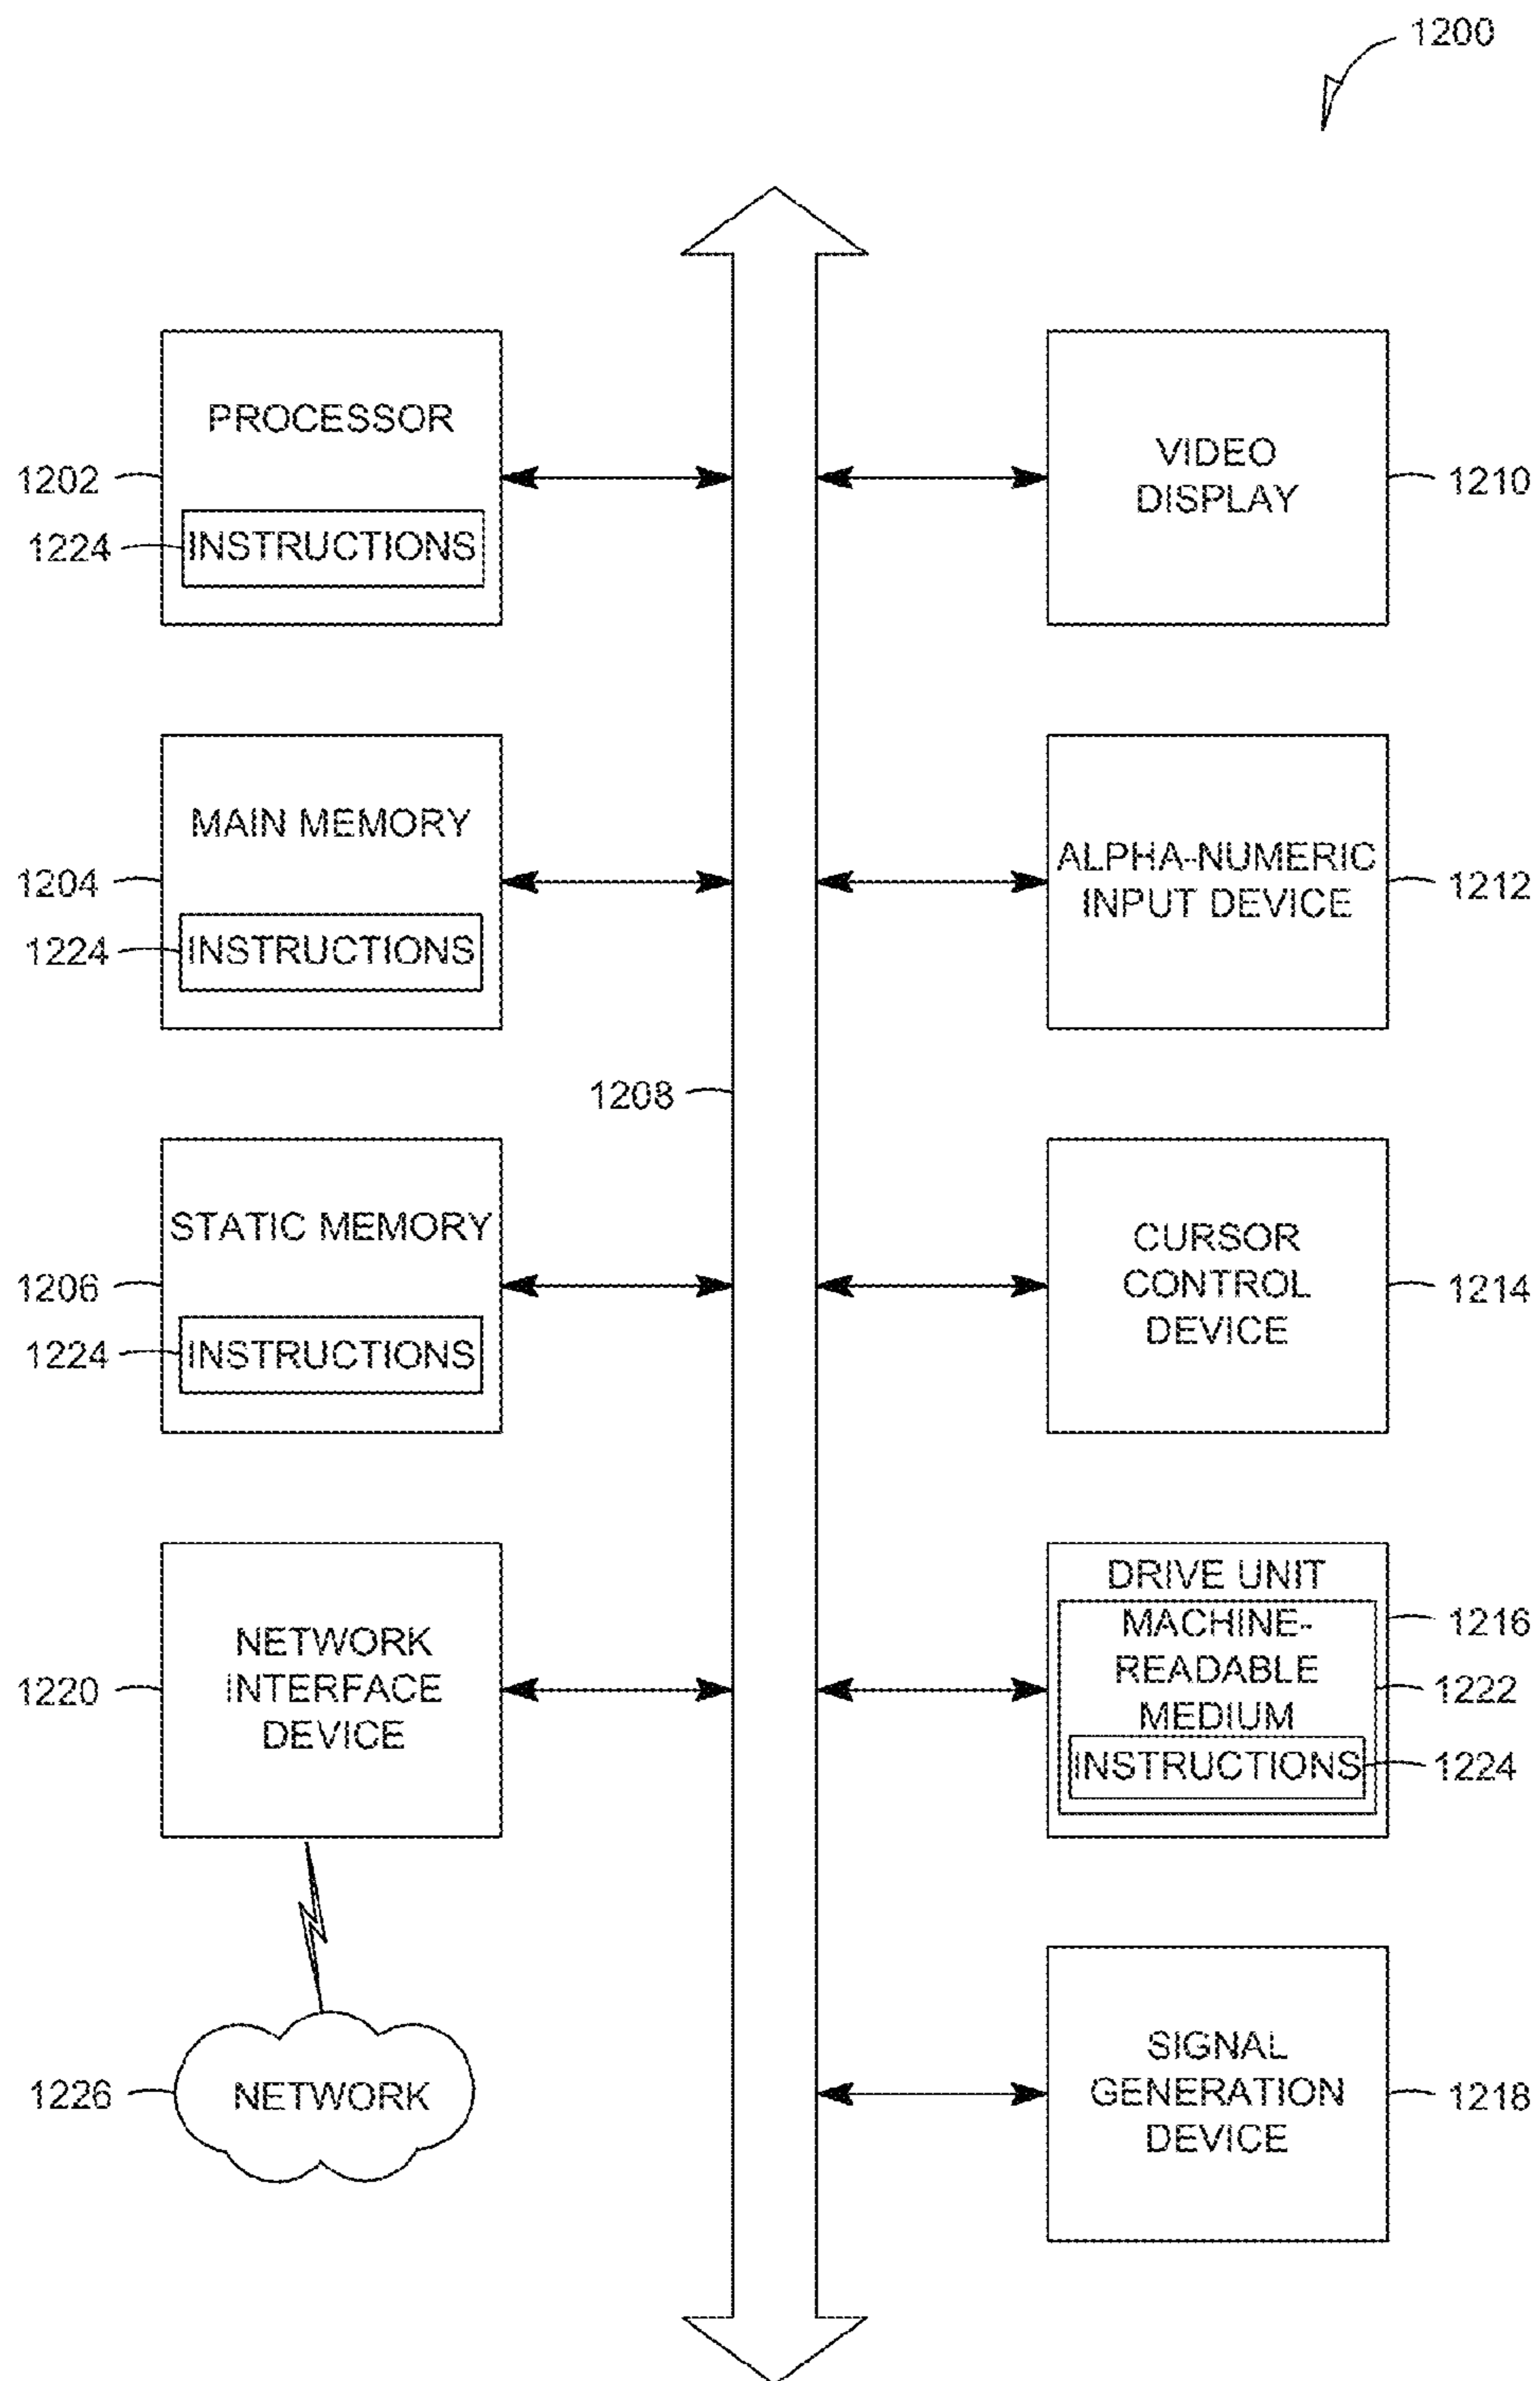 1200
PROCESSOR
1202
1224
INSTRUCTIONS
VIDEO
DISPLAY
1210
MAIN MEMORY
1204
1224
INSTRUCTIONS
ALPHA-NUMERIC
INPUT DEVICE
1212
1208
STATIC MEMORY
1206
1224
INSTRUCTIONS
CURSOR
CONTROL
DEVICE
1214
NETWORK
INTERFACE
DEVICE
1220
DRIVE UNIT
1216
MACHINE-
READABLE
MEDIUM
1222
INSTRUCTIONS
1224
NETWORK
1226
SIGNAL
GENERATION
DEVICE
1218